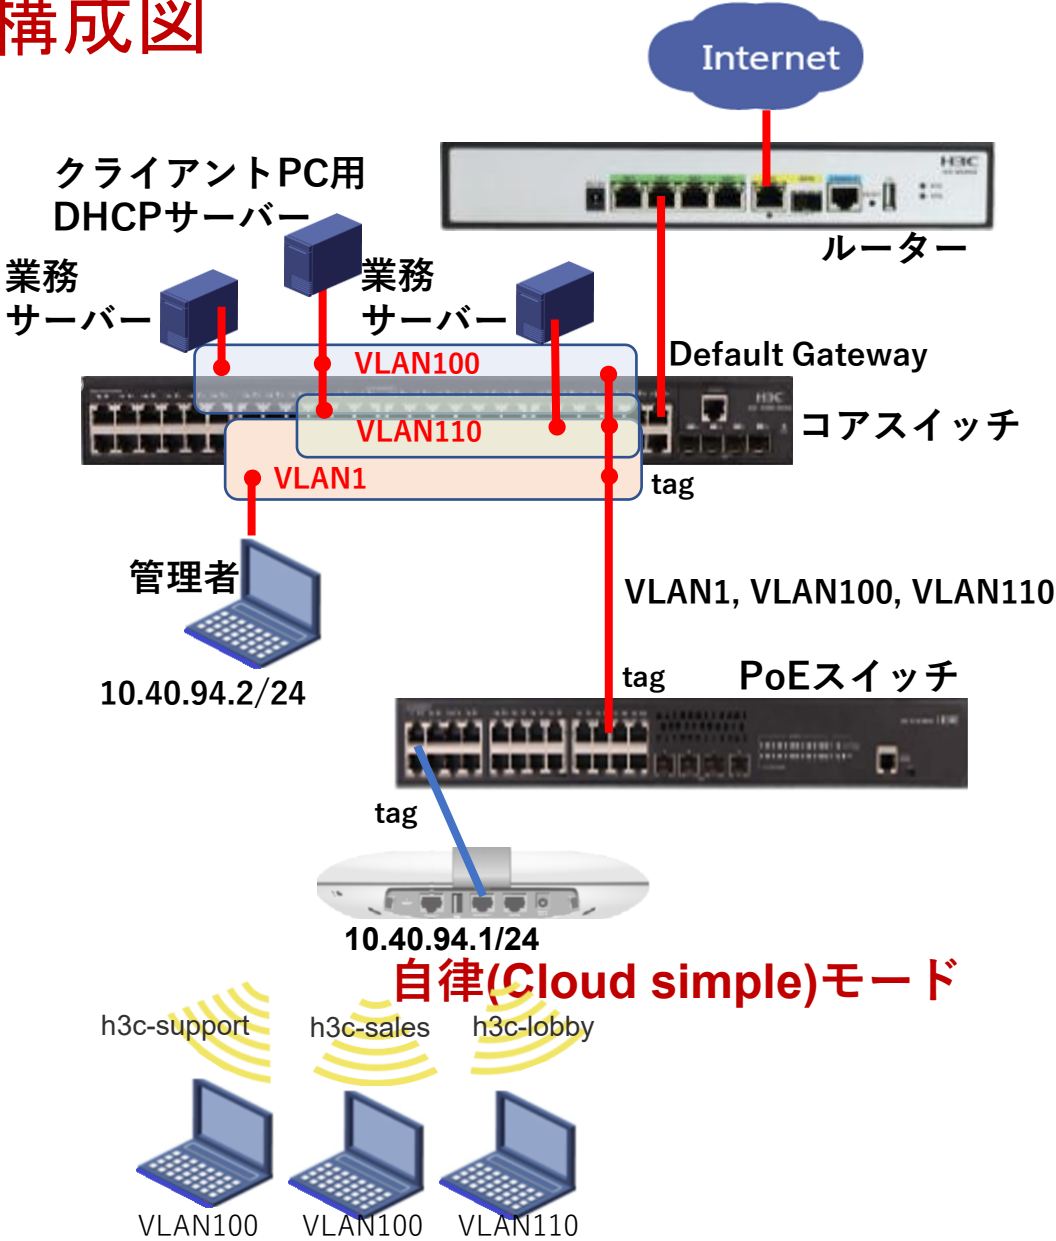 構成図
Internet
クライアントPC用
DHCPサーバー
H3C
ルーター
業務
サーバー
業務
サーバー
VLAN100
Default Gateway
H3C
コアスイッチ
VLAN110
VLAN1
tag
管理者
VLAN1, VLAN100, VLAN110
10.40.94.2/24
tag
PoEスイッチ
tag
10.40.94.1/24
自律(Cloud simple)モード
h3c-support
h3c-sales
h3c-lobby
VLAN100
VLAN100
VLAN110